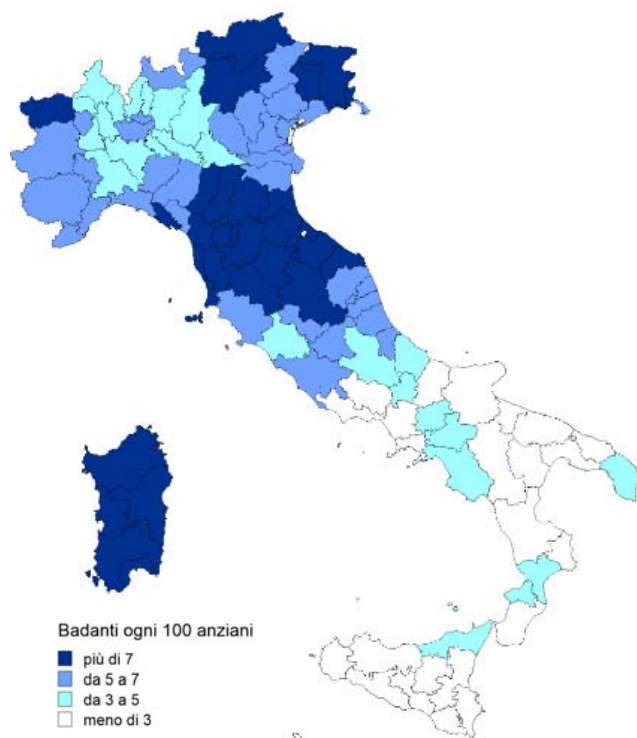 Badanti ogni 100 anziani
più di 7
da 5 a 7
da 3 a 5
meno di 3